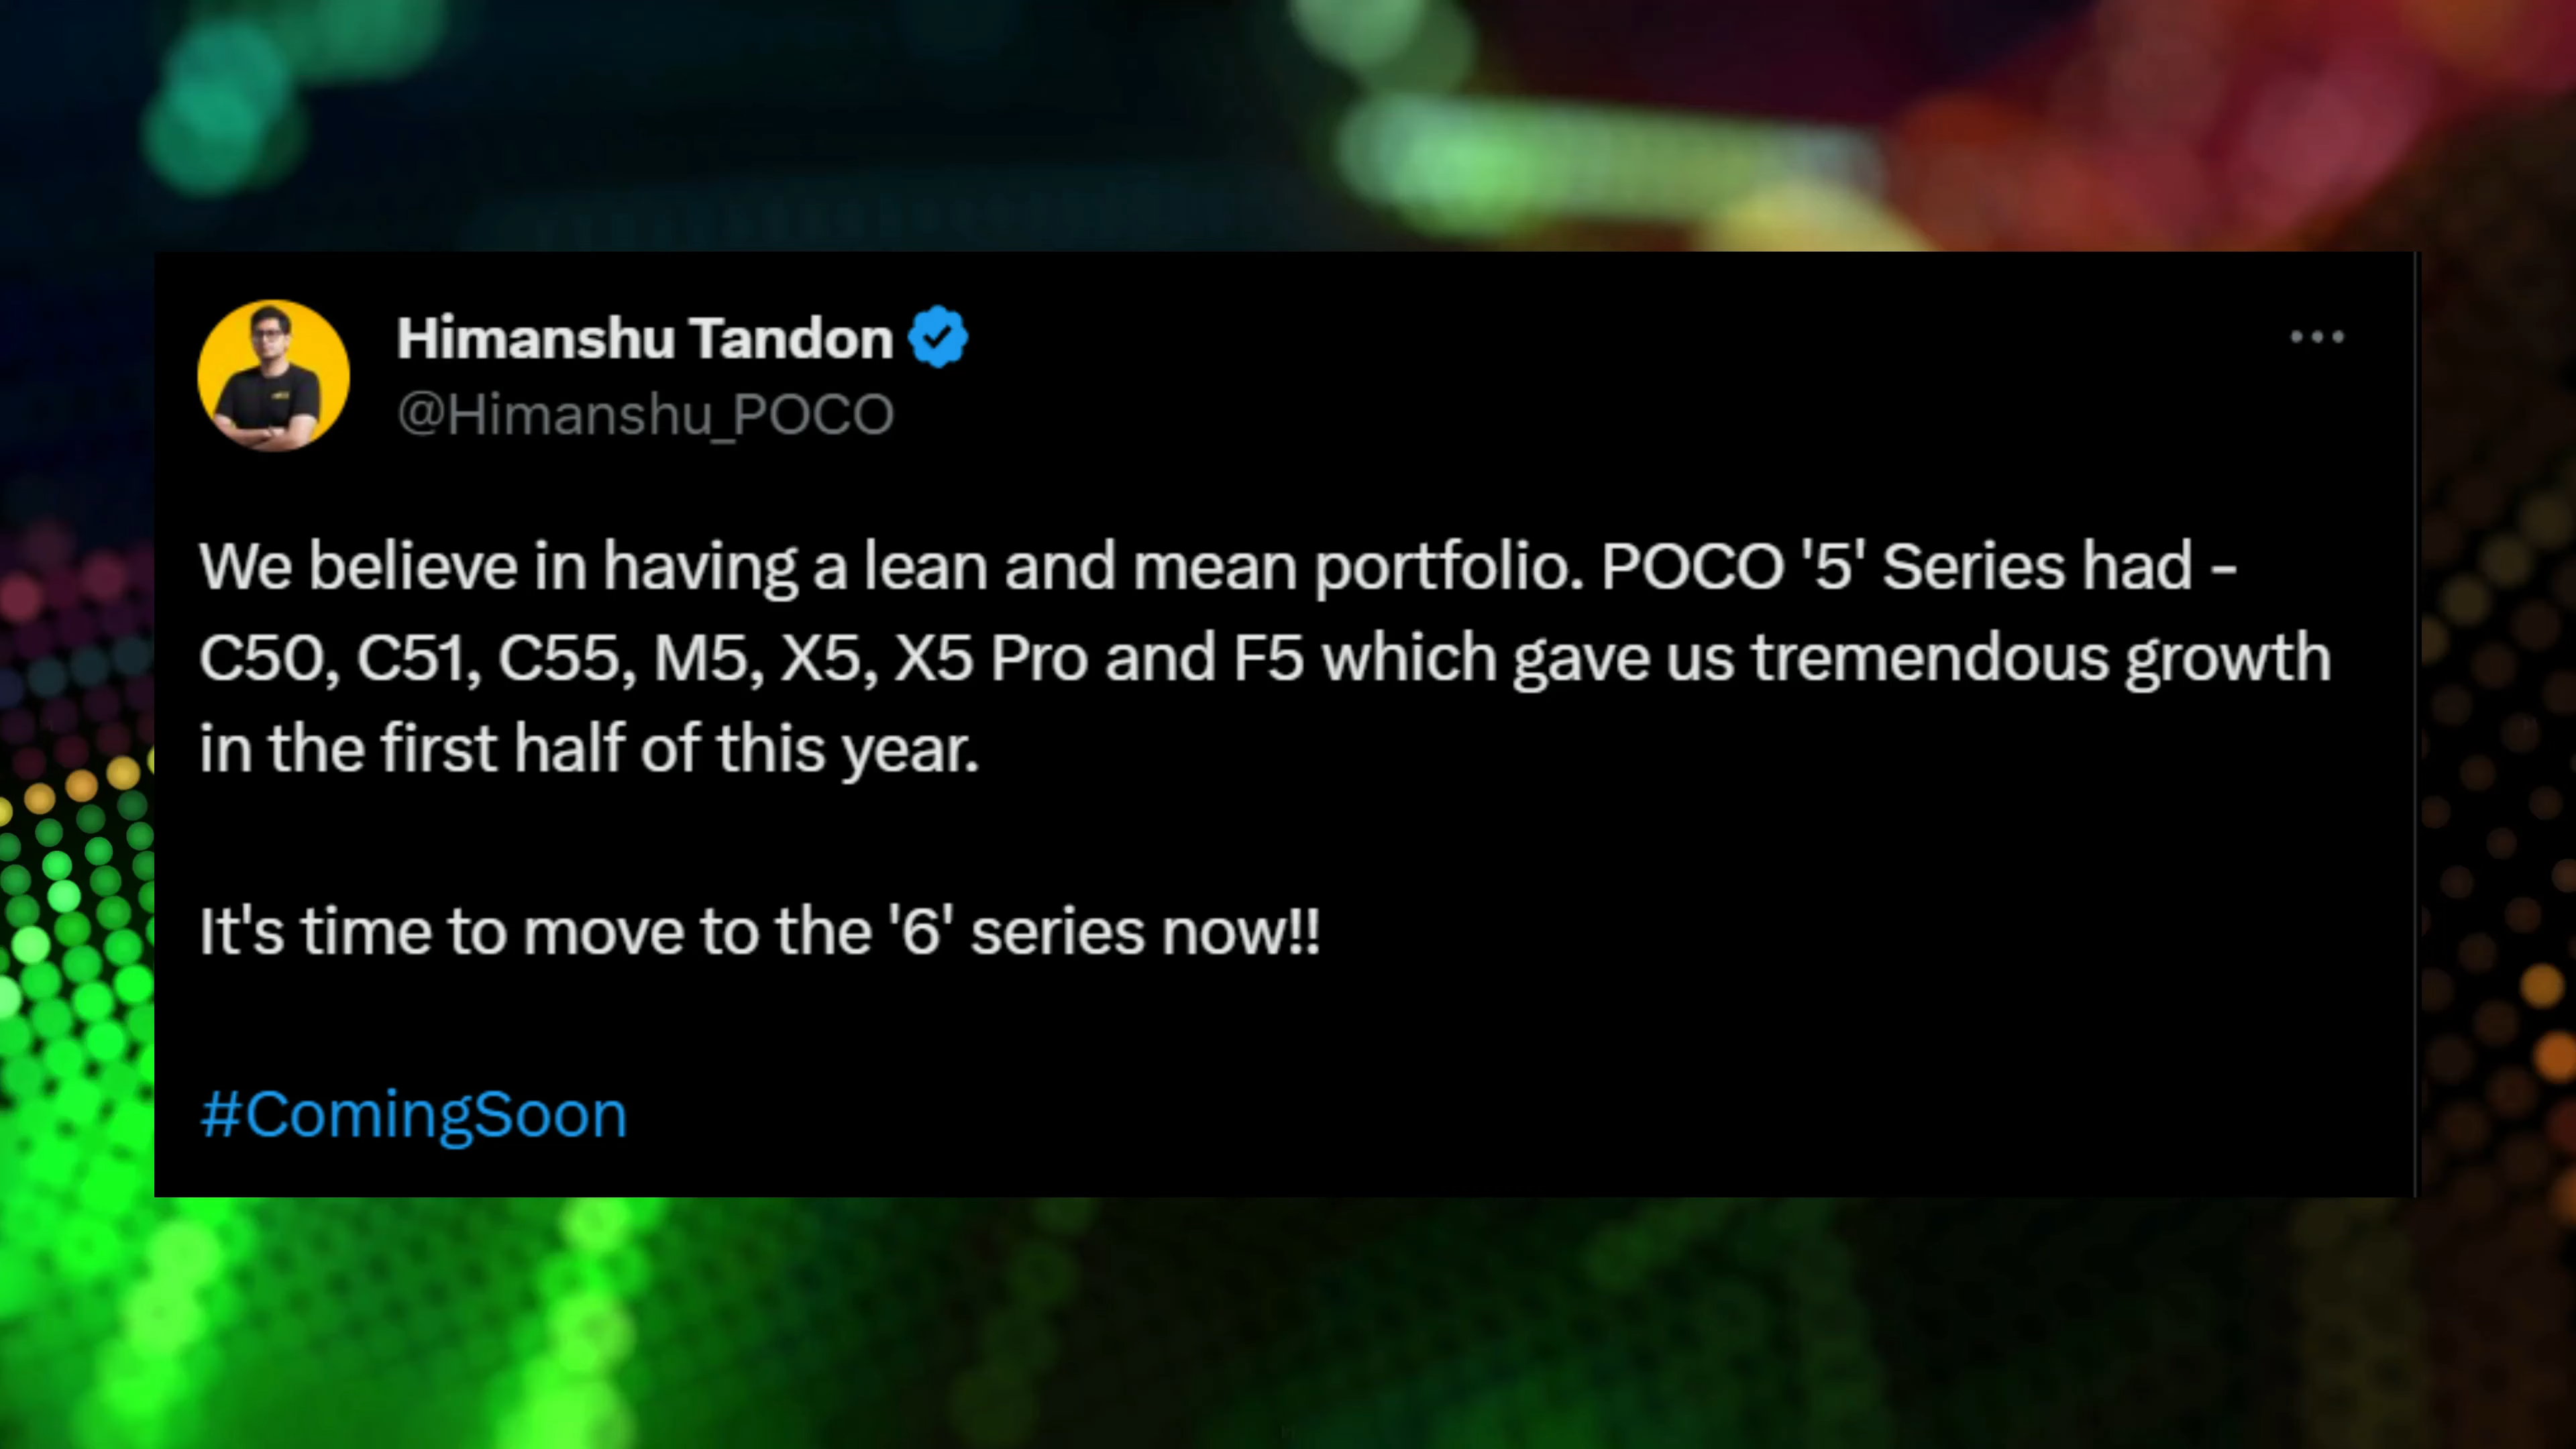 Himanshu Tandon
@Himanshu_POCO
We believe in having a lean and mean portfolio. POCO '5' Series had -
C50, C51, C55, M5, X5, X5 Pro and F5 which gave us tremendous growth
in the first half of this year.
It's time to move to the '6' series now!!
#ComingSoon